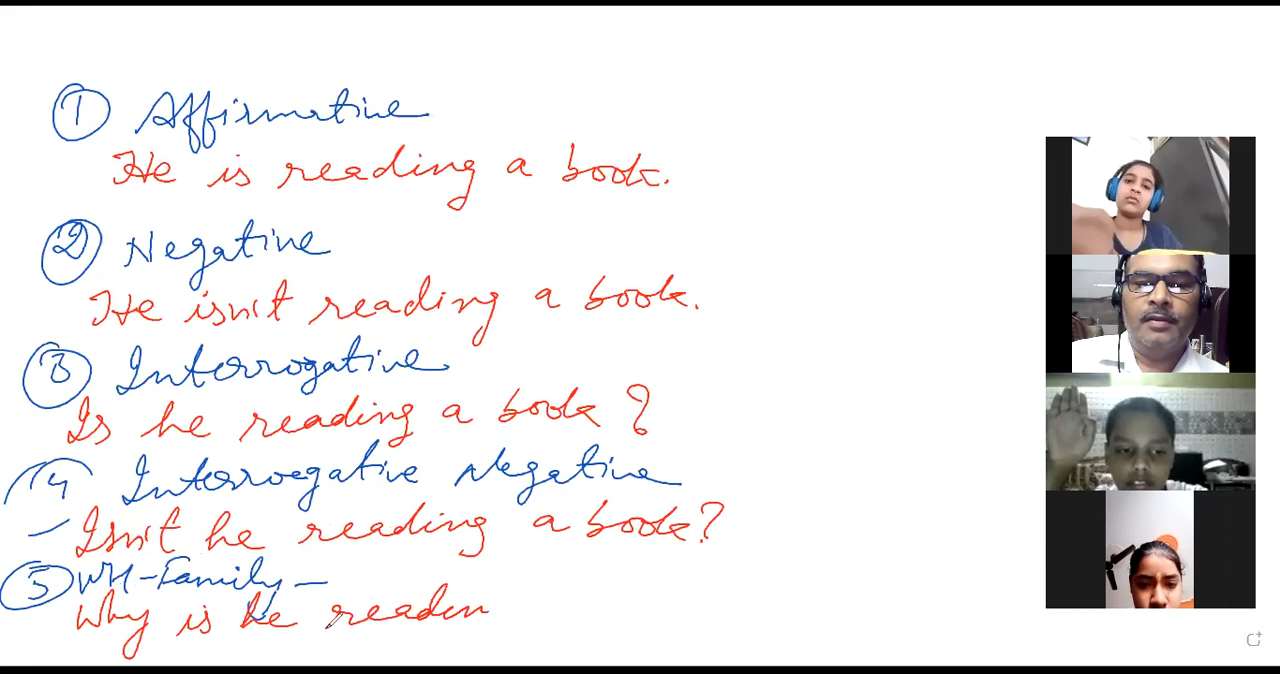 ① Affirmative
He is reading a book.
② Negative
He isn't reading a book.
③ Interrogative
Is he reading a book?
4 Interroegative Negative
- Isn't he reading a book?
⑤ WH-Family-
Why is he readin